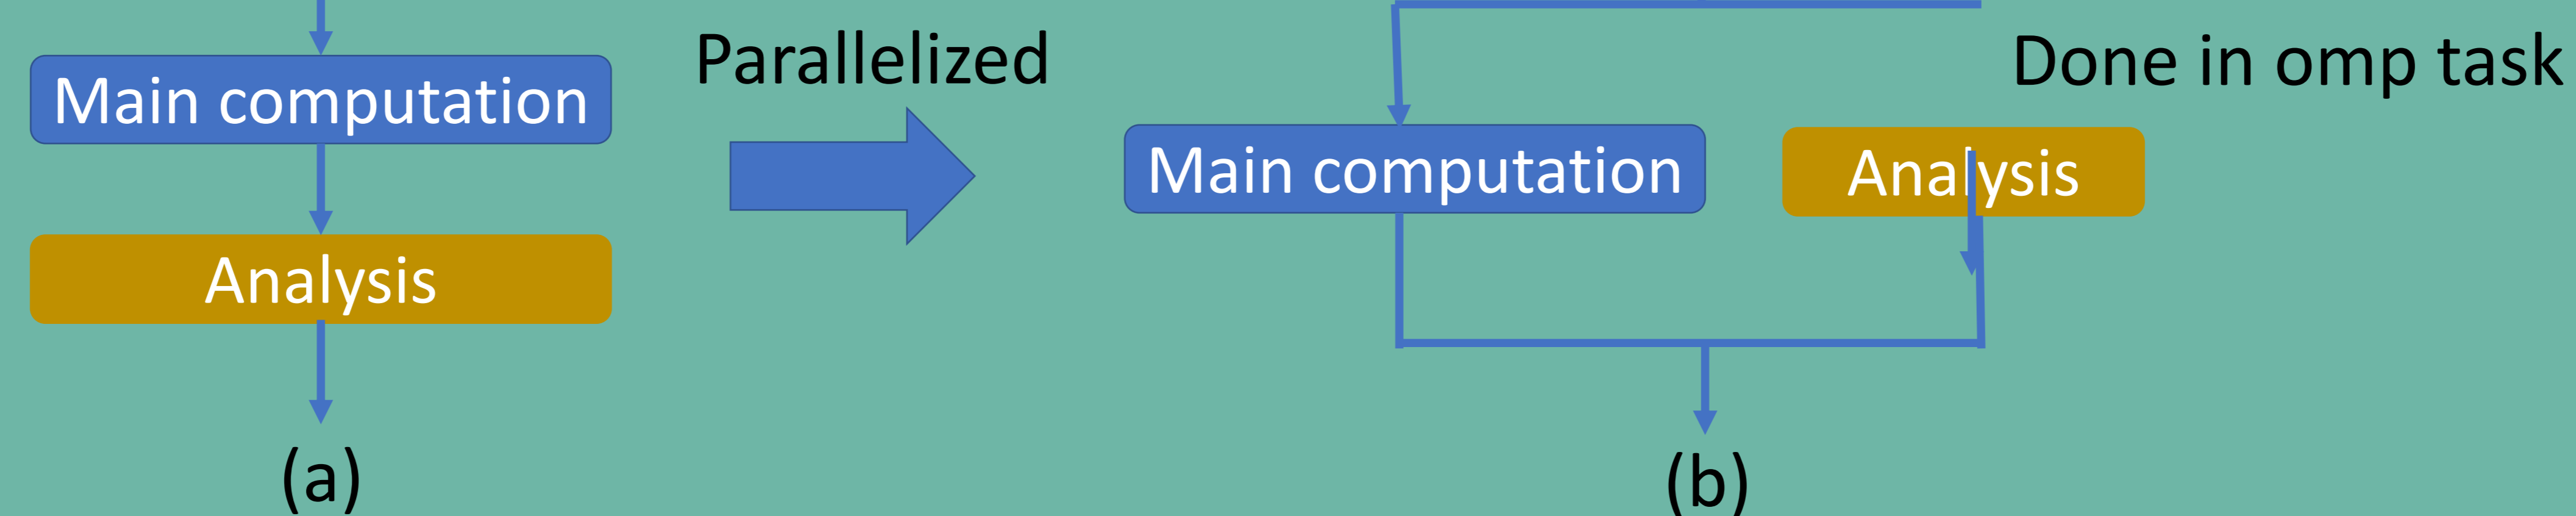 Main computation
Analysis
(a)
Parallelized
Done in omp task
Main computation
Analysis
(b)